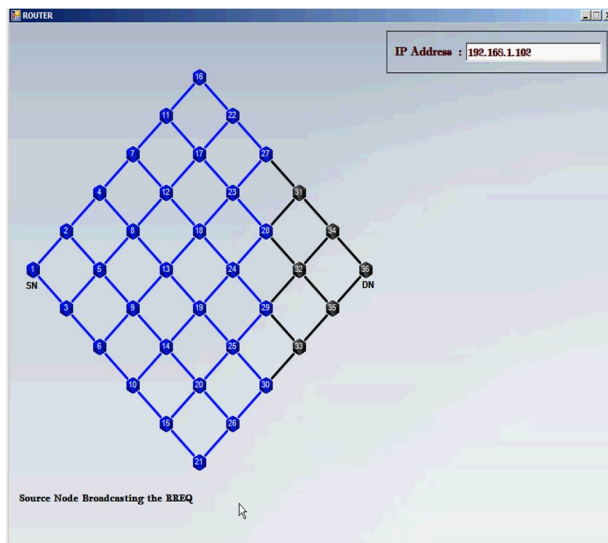 ROUTER
IP Address : 192.168.1.102
16
11 22
7 17 27
4 12 23 31
2 8 18 28 34
1 5 13 24 32 36
SN DN
3 9 19 29 35
6 14 25 33
10 20 30
15 26
21
Source Node Broadcasting the RREQ